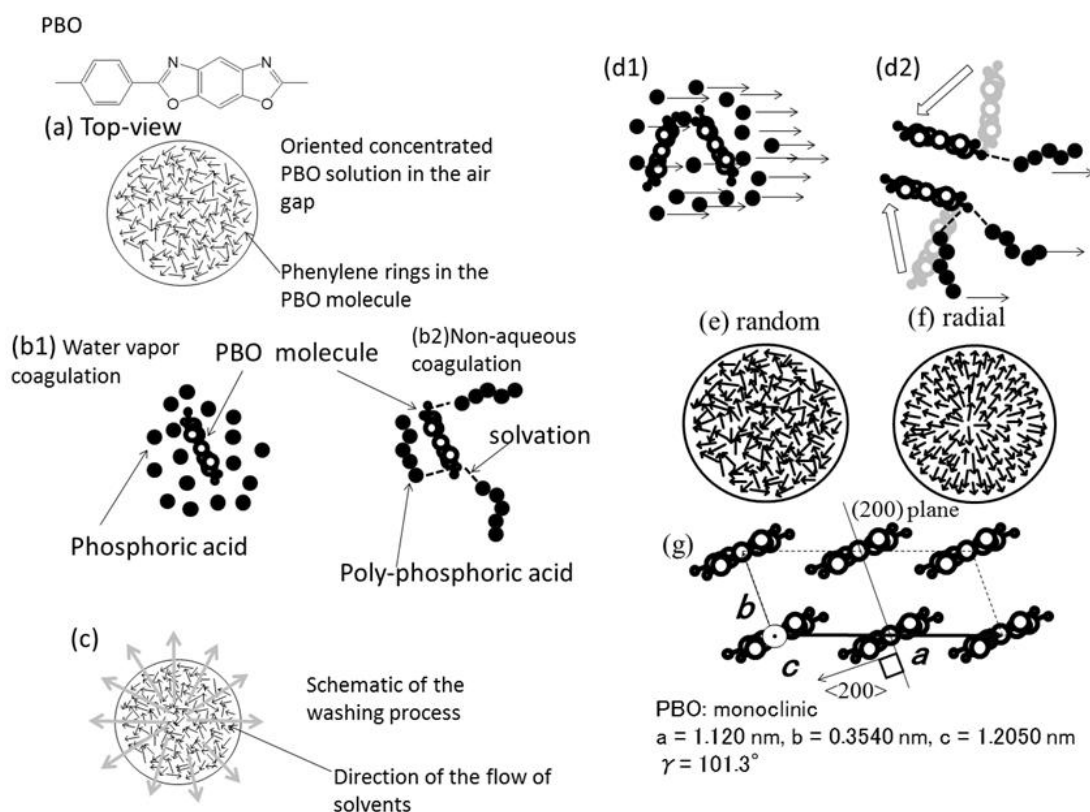 PBO
N
N
O
O
(a) Top-view
Oriented concentrated
PBO solution in the air
gap
Phenylene rings in the
PBO molecule
(b1) Water vapor
coagulation
PBO molecule
(b2)Non-aqueous
coagulation
solvation
Phosphoric acid
Poly-phosphoric acid
(c)
Schematic of the
washing process
Direction of the flow of
solvents
(d1)
(d2)
(e) random
(f) radial
(200) plane
(g)
b
c
a
<200>
PBO: monoclinic
a = 1.120 nm, b = 0.3540 nm, c = 1.2050 nm
γ = 101.3°